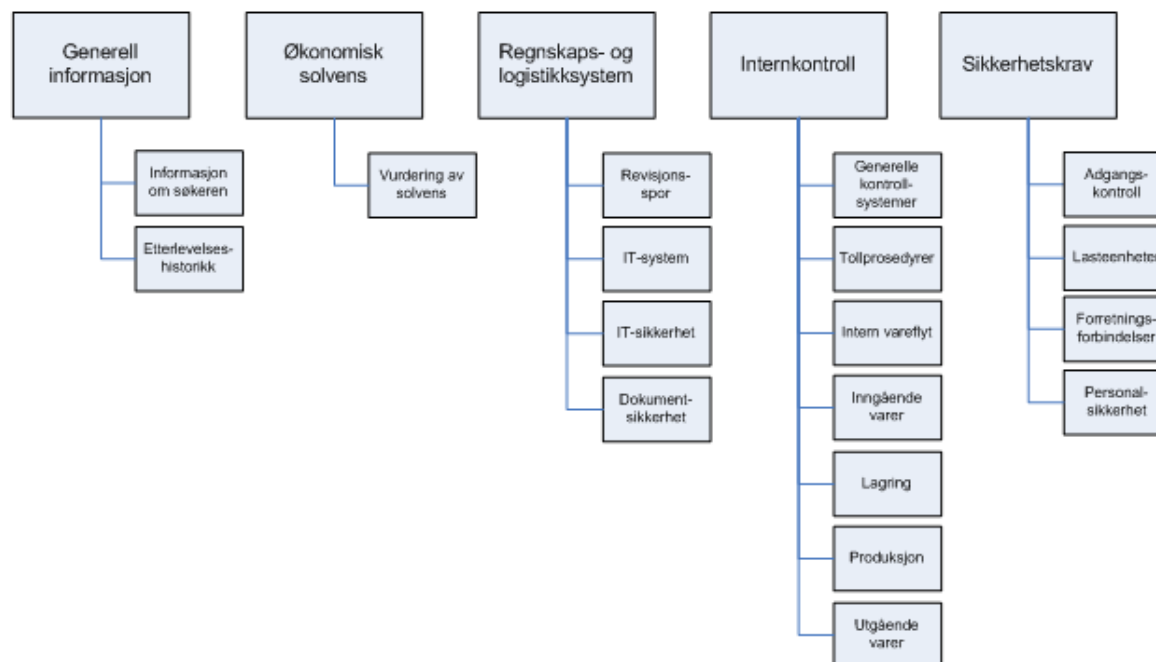 Generell
informasjon
Økonomisk
solvens
Regnskaps- og
logistikksystem
Internkontroll
Sikkerhetskrav
Informasjon
om søkeren
Etterlevelses-
historikk
Vurdering av
solvens
Revisjons-
spor
IT-system
IT-sikkerhet
Dokument-
sikkerhet
Generelle
kontroll-
systemer
Tollprosedyrer
Intern vareflyt
Inngående
varer
Lagring
Produksjon
Utgående
varer
Adgangs-
kontroll
Lasteenheter
Forretnings-
forbindelser
Personal-
sikkerhet